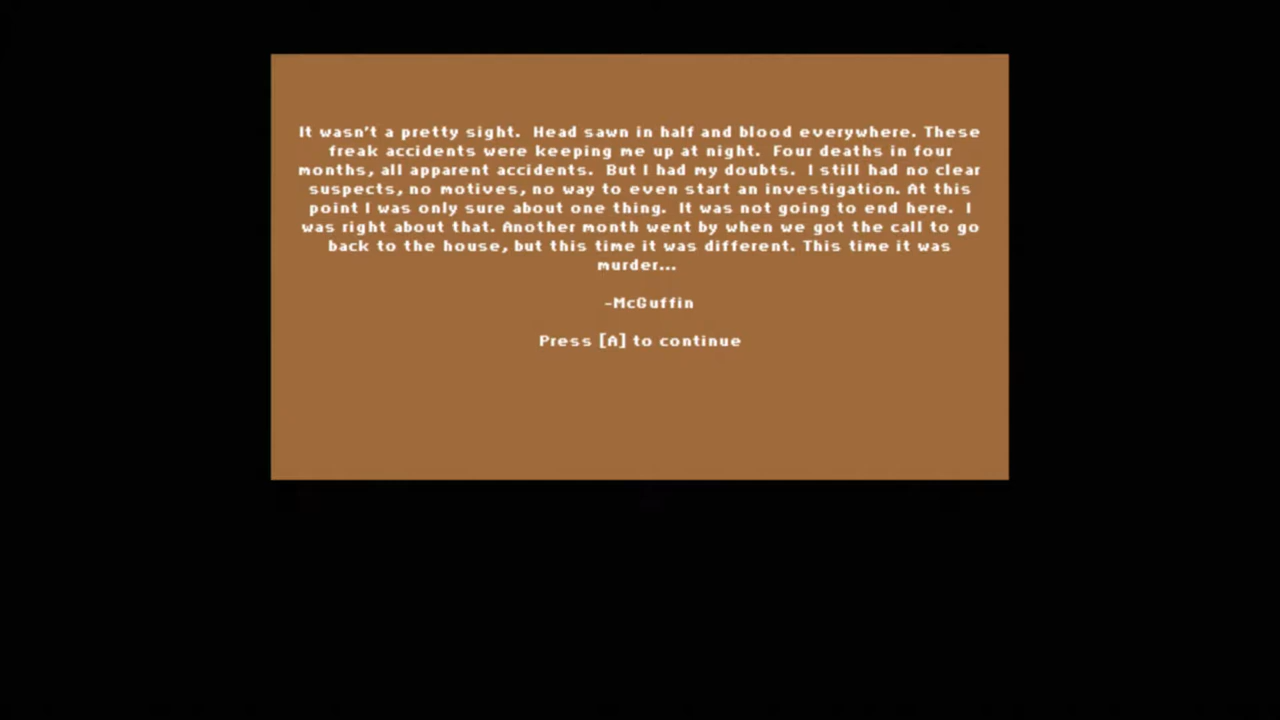 It wasn't a pretty sight.  Head sawn in half and blood everywhere. These
freak accidents were keeping me up at night.  Four deaths in four
months, all apparent accidents.  But I had my doubts.  I still had no clear
suspects, no motives, no way to even start an investigation. At this
point I was only sure about one thing.  It was not going to end here.  I
was right about that. Another month went by when we got the call to go
back to the house, but this time it was different. This time it was
murder...
-McGuffin
Press [A] to continue